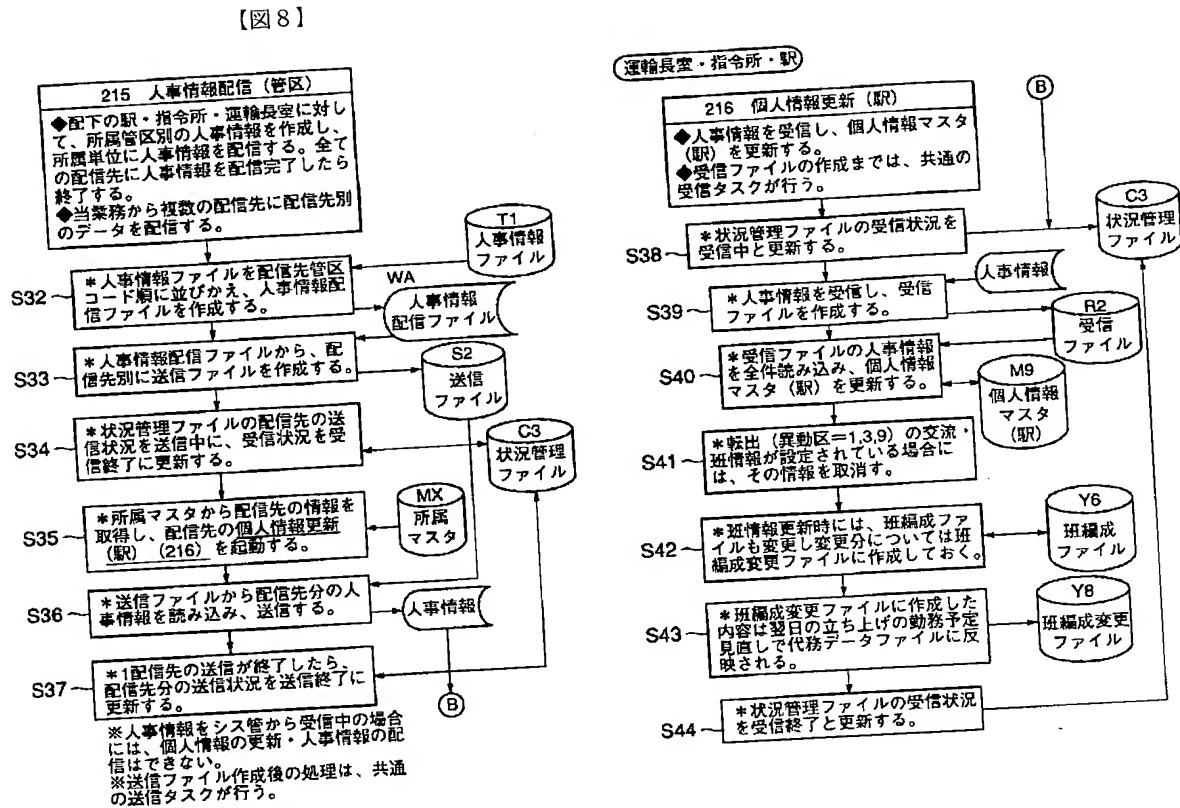 【図8】
215 人事情報配信（管区）
◆配下の駅・指令所・運輸長室に対し
て、所属管区別の人事情報を作成し、
所属単位に人事情報を配信する。全て
の配信先に人事情報を配信完了したら
終了する。
◆当業務から複数の配信先に配信先別
のデータを配信する。
T1
人事情報
ファイル
S32
＊人事情報ファイルを配信先管区
コード順に並びかえ、人事情報配
信ファイルを作成する。
WA
人事情報
配信ファイル
S33
＊人事情報配信ファイルから、配
信先別に送信ファイルを作成する。
S2
送信
ファイル
S34
＊状況管理ファイルの配信先の送
信状況を送信中に、受信状況を受
信終了に更新する。
C3
状況管理
ファイル
S35
＊所属マスタから配信先の情報を
取得し、配信先の個人情報更新
（駅）（216）を起動する。
MX
所属
マスタ
S36
＊送信ファイルから配信先分の人
事情報を読み込み、送信する。
人事情報
S37
＊1配信先の送信が終了したら、
配信先分の送信状況を送信終了に
更新する。
B
※人事情報をシス管から受信中の場合
には、個人情報の更新・人事情報の配
信はできない。
※送信ファイル作成後の処理は、共通
の送信タスクが行う。
運輸長室・指令所・駅
B
216 個人情報更新（駅）
◆人事情報を受信し、個人情報マスタ
（駅）を更新する。
◆受信ファイルの作成までは、共通の
受信タスクが行う。
C3
状況管理
ファイル
S38
＊状況管理ファイルの受信状況を
受信中と更新する。
人事情報
S39
＊人事情報を受信し、受信
ファイルを作成する。
R2
受信
ファイル
S40
＊受信ファイルの人事情報
を全件読み込み、個人情報
マスタ（駅）を更新する。
M9
個人情報
マスタ
（駅）
S41
＊転出（異動区＝1,3,9）の交流・
班情報が設定されている場合に
は、その情報を取消す。
S42
＊班情報更新時には、班編成ファ
イルも変更し変更分については班
編成変更ファイルに作成しておく。
Y6
班編成
ファイル
S43
＊班編成変更ファイルに作成した
内容は翌日の立ち上げの勤務予定
見直しで代務データファイルに反
映される。
Y8
班編成変更
ファイル
S44
＊状況管理ファイルの受信状況
を受信終了と更新する。